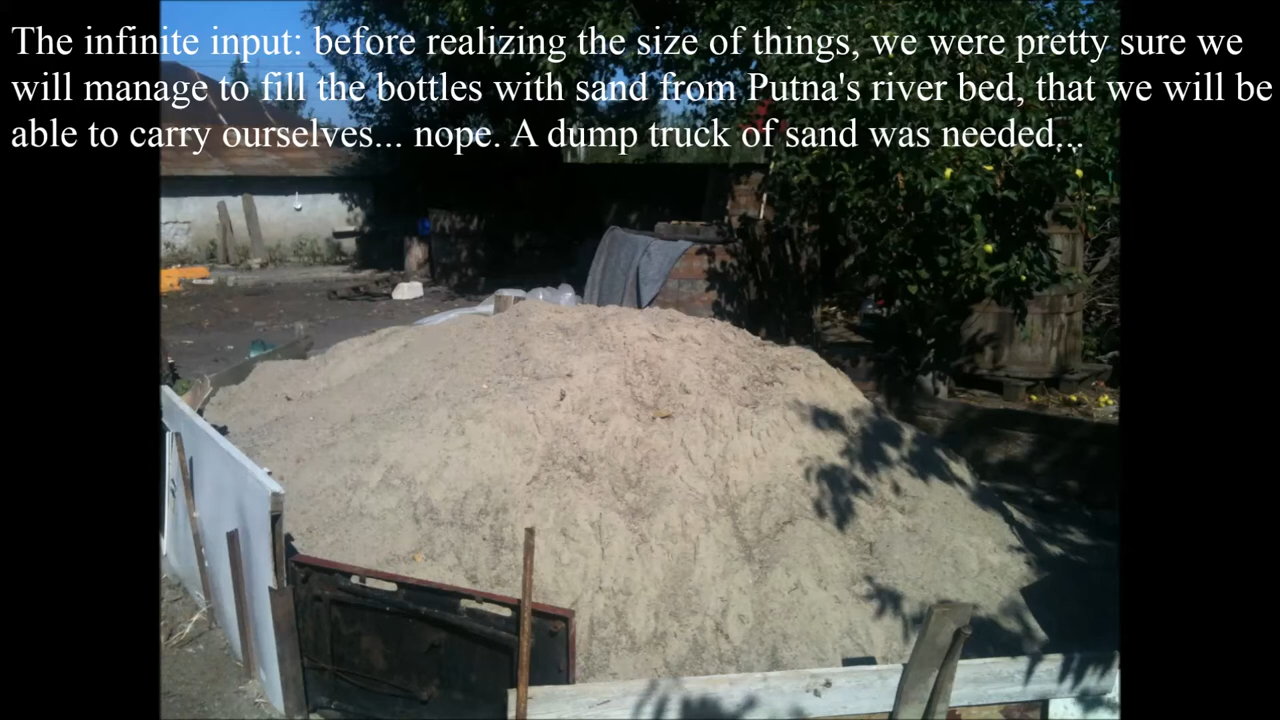 The infinite input: before realizing the size of things, we were pretty sure we
will manage to fill the bottles with sand from Putna's river bed, that we will be
able to carry ourselves... nope. A dump truck of sand was needed...